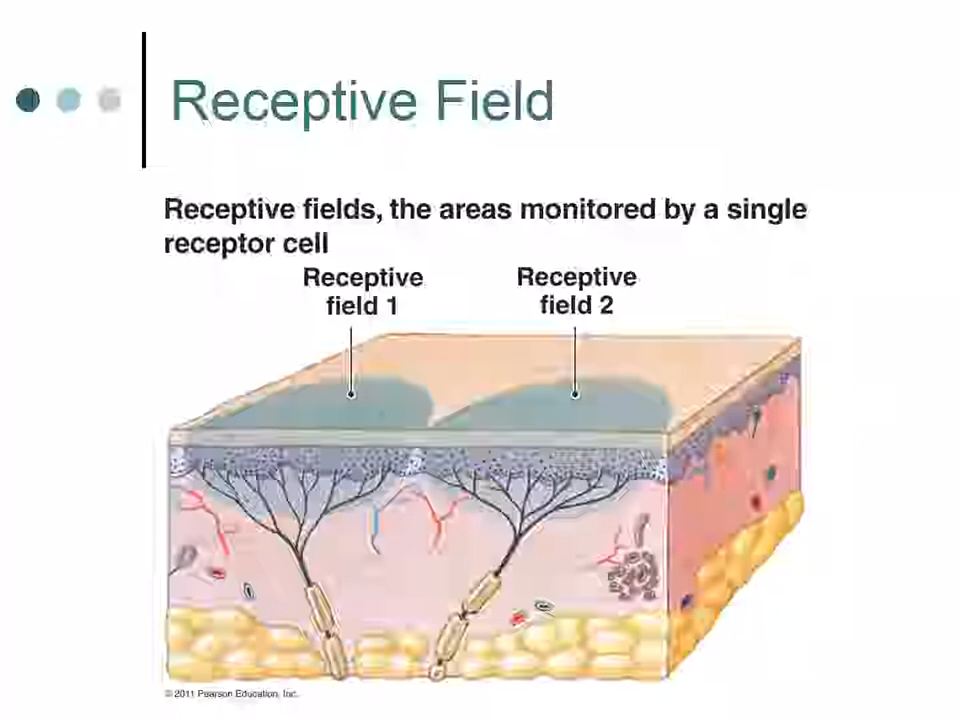 Receptive Field
Receptive fields, the areas monitored by a single
receptor cell
Receptive
field 1
Receptive
field 2
© 2011 Pearson Education, Inc.